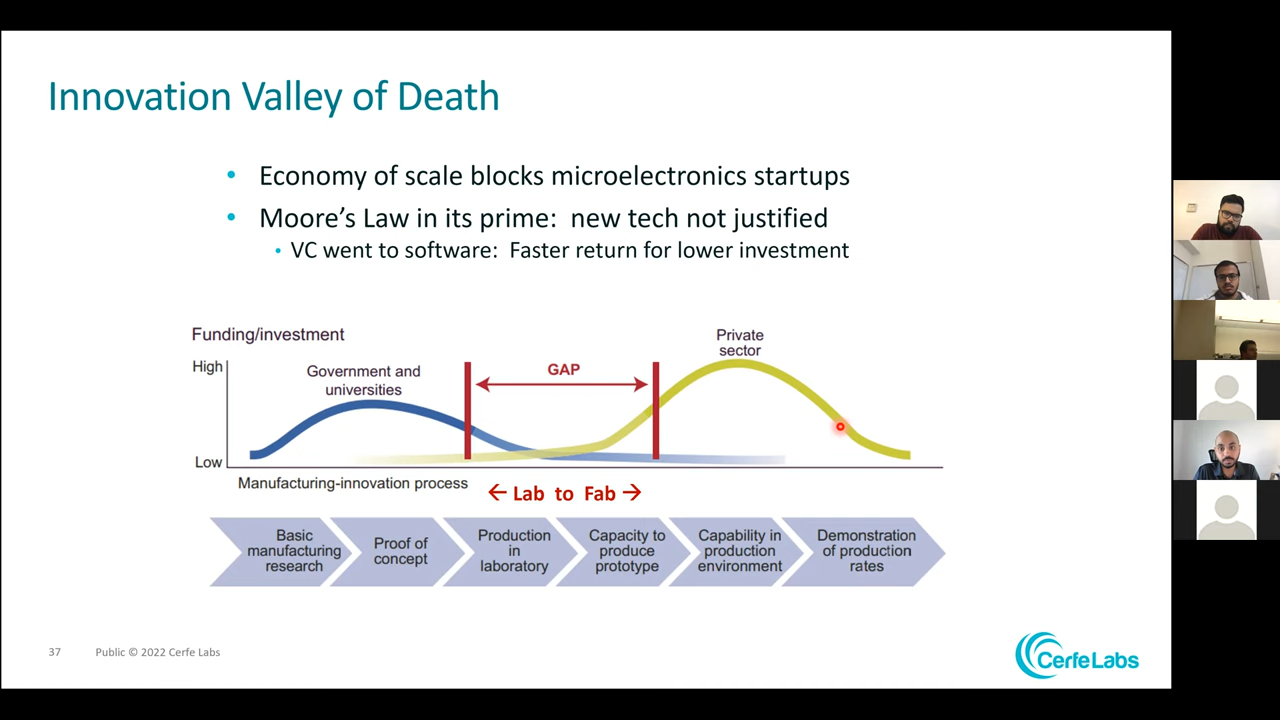 Innovation Valley of Death
• Economy of scale blocks microelectronics startups
• Moore's Law in its prime: new tech not justified
• VC went to software: Faster return for lower investment
Funding/investment
High
Low
Government and
universities
GAP
Private
sector
Manufacturing-innovation process
← Lab to Fab →
Basic
manufacturing
research
Proof of
concept
Production
in
laboratory
Capacity to
produce
prototype
Capability in
production
environment
Demonstration
of production
rates
37 Public © 2022 Cerfe Labs
CerfeLabs